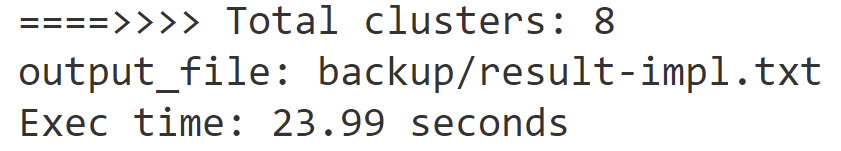 ====>>>> Total clusters: 8
output_file: backup/result-impl.txt
Exec time: 23.99 seconds